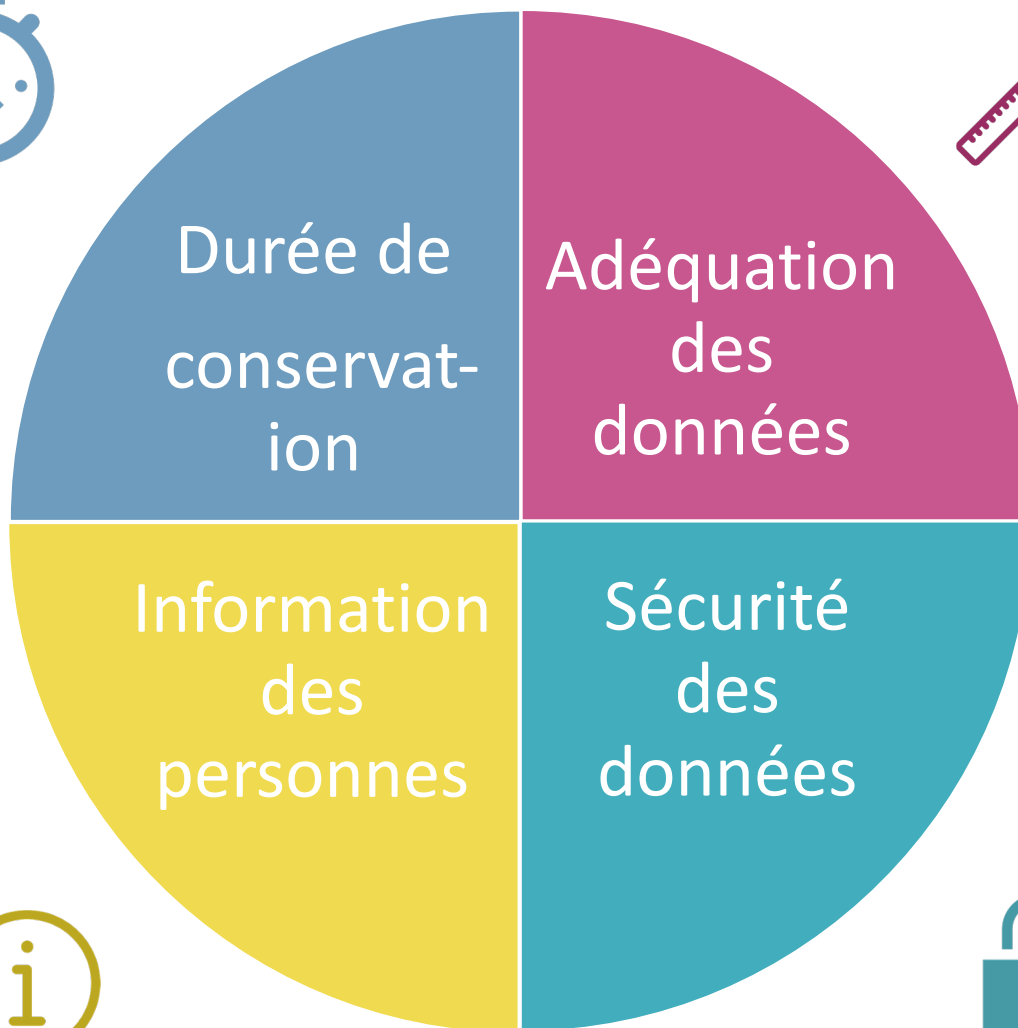 Durée de
conservat-
ion
Adéquation
des
données
Information
des
personnes
Sécurité
des
données
i